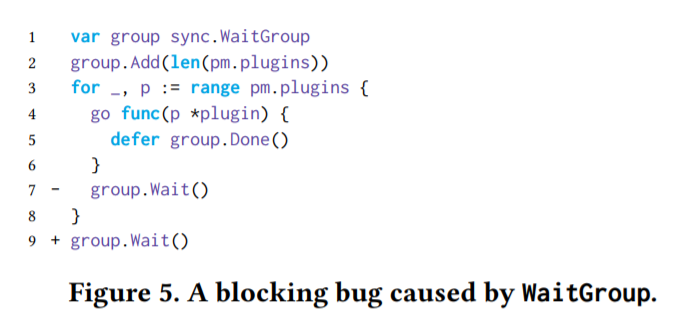 1 var group sync.WaitGroup
2 group.Add(len(pm.plugins))
3 for _, p := range pm.plugins {
4 go func(p *plugin) {
5 defer group.Done()
6 }
7 - group.Wait()
8 }
9 + group.Wait()
Figure 5. A blocking bug caused by WaitGroup.